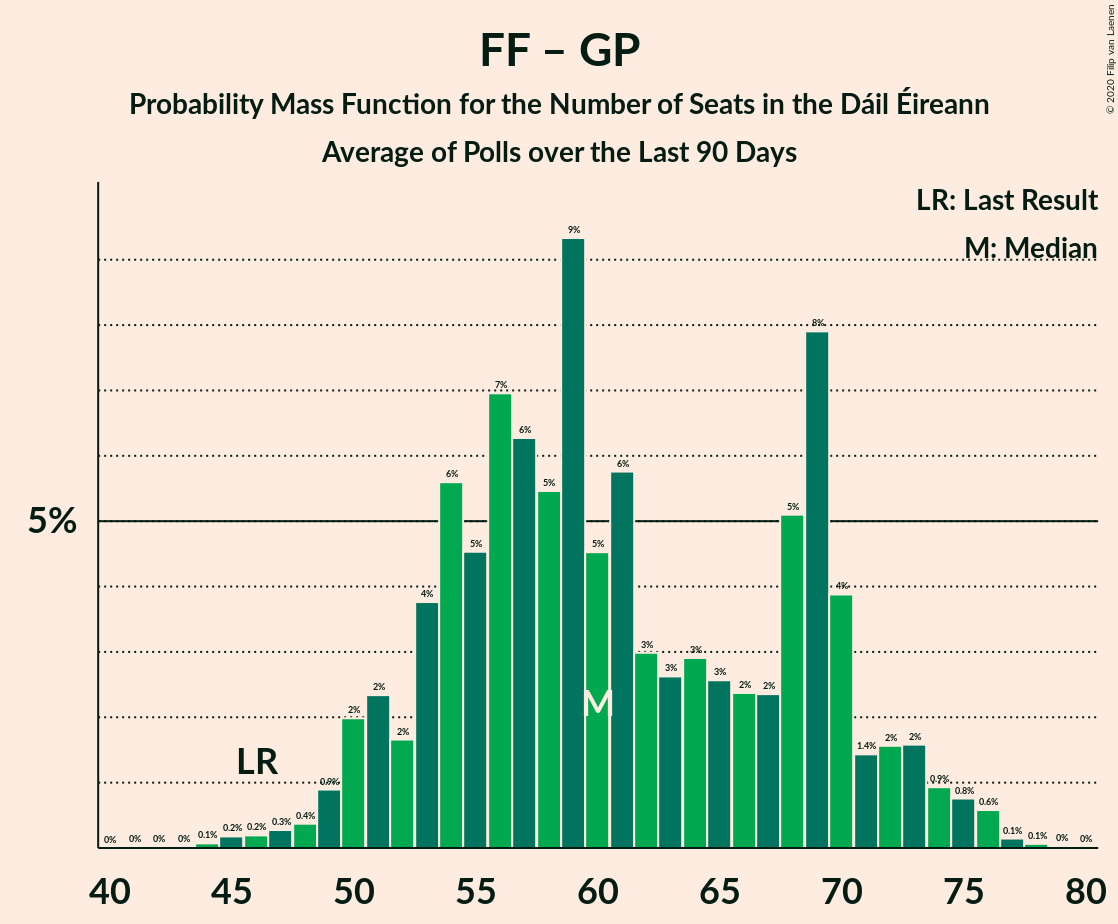 FF – GP
Probability Mass Function for the Number of Seats in the Dáil Éireann
Average of Polls over the Last 90 Days
© 2020 Filip van Laenen
LR: Last Result
M: Median
5%
0% 0% 0% 0% 0.1% 0.2% 0.2% 0.3% 0.4% 0.9% 2% 2% 2% 4% 6% 5% 7% 6% 5% 9% 5% 6% 3% 3% 3% 3% 2% 2% 5% 8% 4% 1.4% 2% 2% 0.9% 0.8% 0.6% 0.1% 0.1% 0% 0%
LR
M
40 45 50 55 60 65 70 75 80